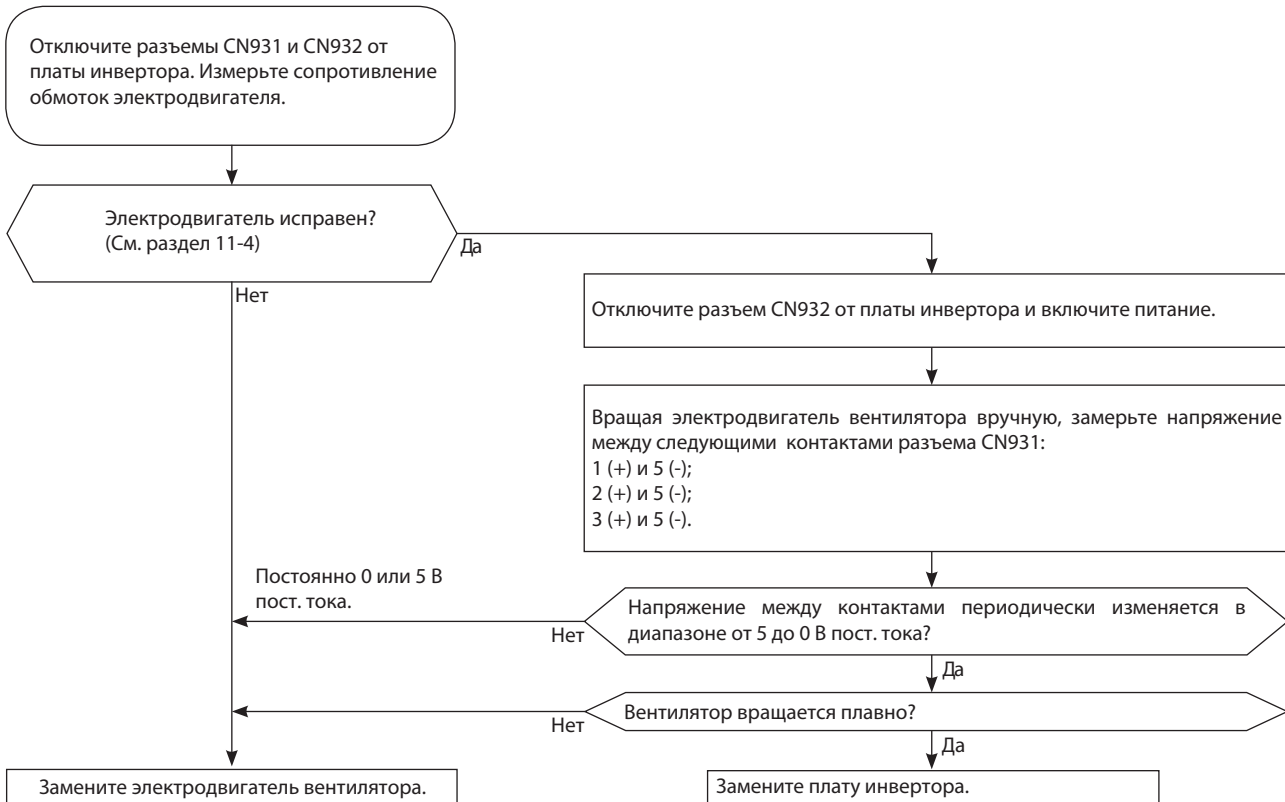 Отключите разъемы CN931 и CN932 от
платы инвертора. Измерьте сопротивление
обмоток электродвигателя.
Электродвигатель исправен?
(См. раздел 11-4)
Да
Нет
Отключите разъем CN932 от платы инвертора и включите питание.
Вращая электродвигатель вентилятора вручную, замерьте напряжение
между следующими контактами разъема CN931:
1 (+) и 5 (-);
2 (+) и 5 (-);
3 (+) и 5 (-).
Постоянно 0 или 5 В
пост. тока.
Напряжение между контактами периодически изменяется в
диапазоне от 5 до 0 В пост. тока?
Нет
Да
Вентилятор вращается плавно?
Нет
Да
Замените электродвигатель вентилятора.
Замените плату инвертора.